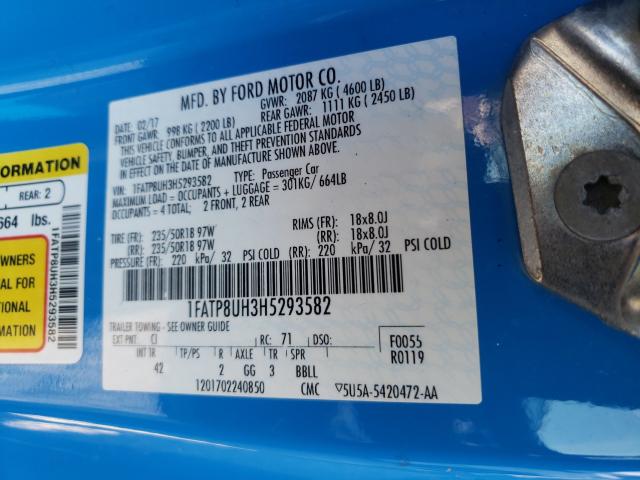 MFD. BY FORD MOTOR CO.
DATE: 02/17 GVWR: 2087 KG ( 4600 LB)
FRONT GAWR: 998 KG ( 2200 LB) REAR GAWR: 1111 KG ( 2450 LB)
THIS VEHICLE CONFORMS TO ALL APPLICABLE FEDERAL MOTOR
VEHICLE SAFETY, BUMPER, AND THEFT PREVENTION STANDARDS
IN EFFECT ON THE DATE OF MANUFACTURE SHOWN ABOVE.
VIN: 1FATP8UH3H5293582 TYPE: Passenger Car
MAXIMUM LOAD = OCCUPANTS + LUGGAGE = 301KG/ 664LB
OCCUPANTS = 4 TOTAL; 2 FRONT, 2 REAR
TIRE (FR): 235/50R18 97W RIMS (FR): 18x8.0J
(RR): 235/50R18 97W (RR): 18x8.0J
PRESSURE (FR): 220 kPa/ 32 PSI COLD (RR): 220 kPa/ 32 PSI COLD
1FATP8UH3H5293582
TRAILER TOWING - SEE OWNER GUIDE
EXT PNT: CI RC: 71 DSO: F0055
R0119
INT TR TP/PS R AXLE TR SPR
42 2 GG 3 BBLL
1201702240850 CMC ▽5U5A-5420472-AA
FORMATION
REAR: 2
664 lbs.
OWNERS
FOR
TIONAL
RMATION
1FATP8UH3H5293582